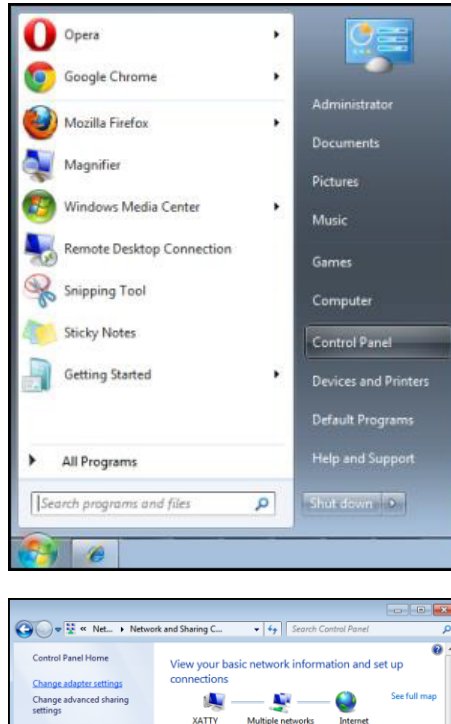 Opera
Google Chrome
Mozilla Firefox
Magnifier
Windows Media Center
Remote Desktop Connection
Snipping Tool
Sticky Notes
Getting Started
All Programs
Search programs and files
Administrator
Documents
Pictures
Music
Games
Computer
Control Panel
Devices and Printers
Default Programs
Help and Support
Shut down
« Net... Network and Sharing C...
Search Control Panel
Control Panel Home
Change adapter settings
Change advanced sharing
settings
View your basic network information and set up
connections
See full map
XATTY Multiple networks Internet